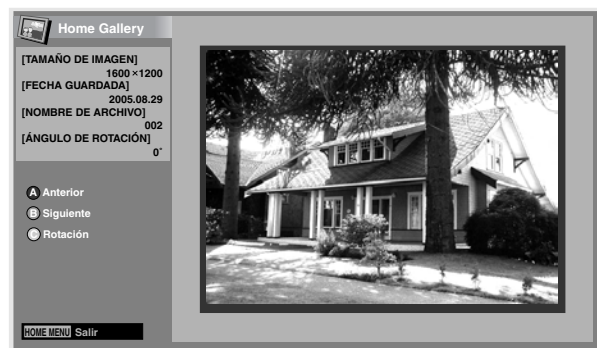 Home Gallery
[TAMAÑO DE IMAGEN]
1600×1200
[FECHA GUARDADA]
2005.08.29
[NOMBRE DE ARCHIVO]
002
[ÁNGULO DE ROTACIÓN]
0°
A Anterior
B Siguiente
C Rotación
HOME MENU Salir